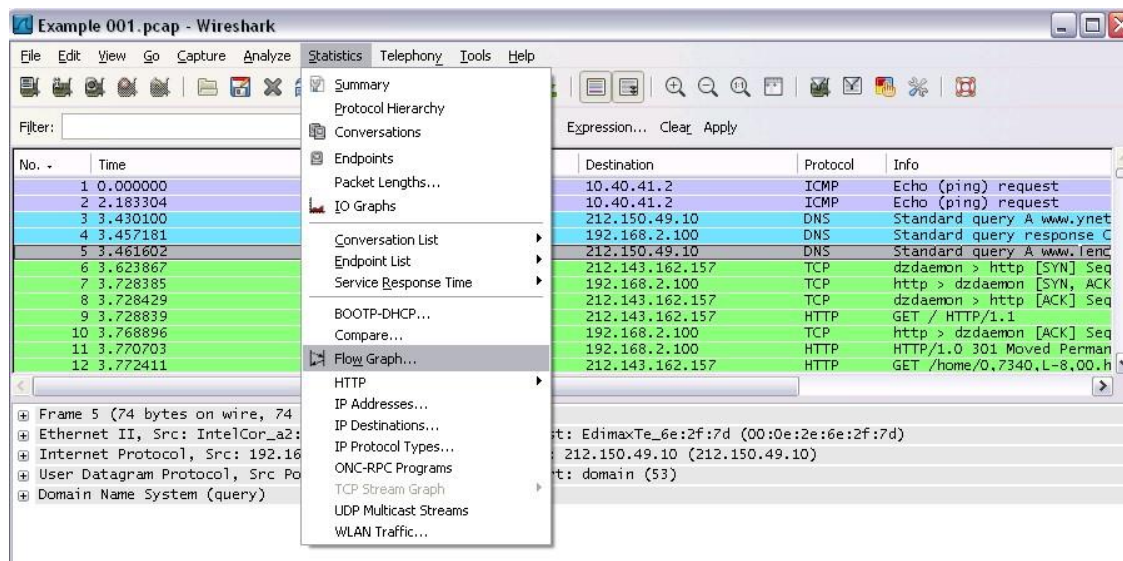 Example 001.pcap - Wireshark
File Edit View Go Capture Analyze Statistics Telephony Tools Help
Filter: Expression... Clear Apply
Summary
Protocol Hierarchy
Conversations
Endpoints
Packet Lengths...
IO Graphs
Conversation List
Endpoint List
Service Response Time
BOOTP-DHCP...
Compare...
Flow Graph...
HTTP
IP Addresses...
IP Destinations...
IP Protocol Types...
ONC-RPC Programs
TCP Stream Graph
UDP Multicast Streams
WLAN Traffic...
No. Time Destination Protocol Info
1 0.000000 10.40.41.2 ICMP Echo (ping) request
2 2.183304 10.40.41.2 ICMP Echo (ping) request
3 3.430100 212.150.49.10 DNS Standard query A www.ynet
4 3.457181 192.168.2.100 DNS Standard query response C
5 3.461602 212.150.49.10 DNS Standard query A
6 3.623867 212.143.162.157 TCP dzdaemon > http [SYN] Seq
7 3.728385 192.168.2.100 TCP http > dzdaemon [SYN, ACK
8 3.728429 212.143.162.157 TCP dzdaemon > http [ACK] Seq
9 3.728839 212.143.162.157 HTTP GET / HTTP/1.1
10 3.768896 192.168.2.100 TCP http > dzdaemon [ACK] Seq
11 3.770703 192.168.2.100 HTTP HTTP/1.0 301 Moved Perman
12 3.772411 212.143.162.157 HTTP GET /home/0,7340,L-8,00.h
Frame 5 (74 bytes on wire, 74
Ethernet II, Src: IntelCor_a2: st: EdimaxTe_6e:2f:7d (00:0e:2e:6e:2f:7d)
Internet Protocol, Src: 192.16 : 212.150.49.10 (212.150.49.10)
User Datagram Protocol, Src Po t: domain (53)
Domain Name System (query)